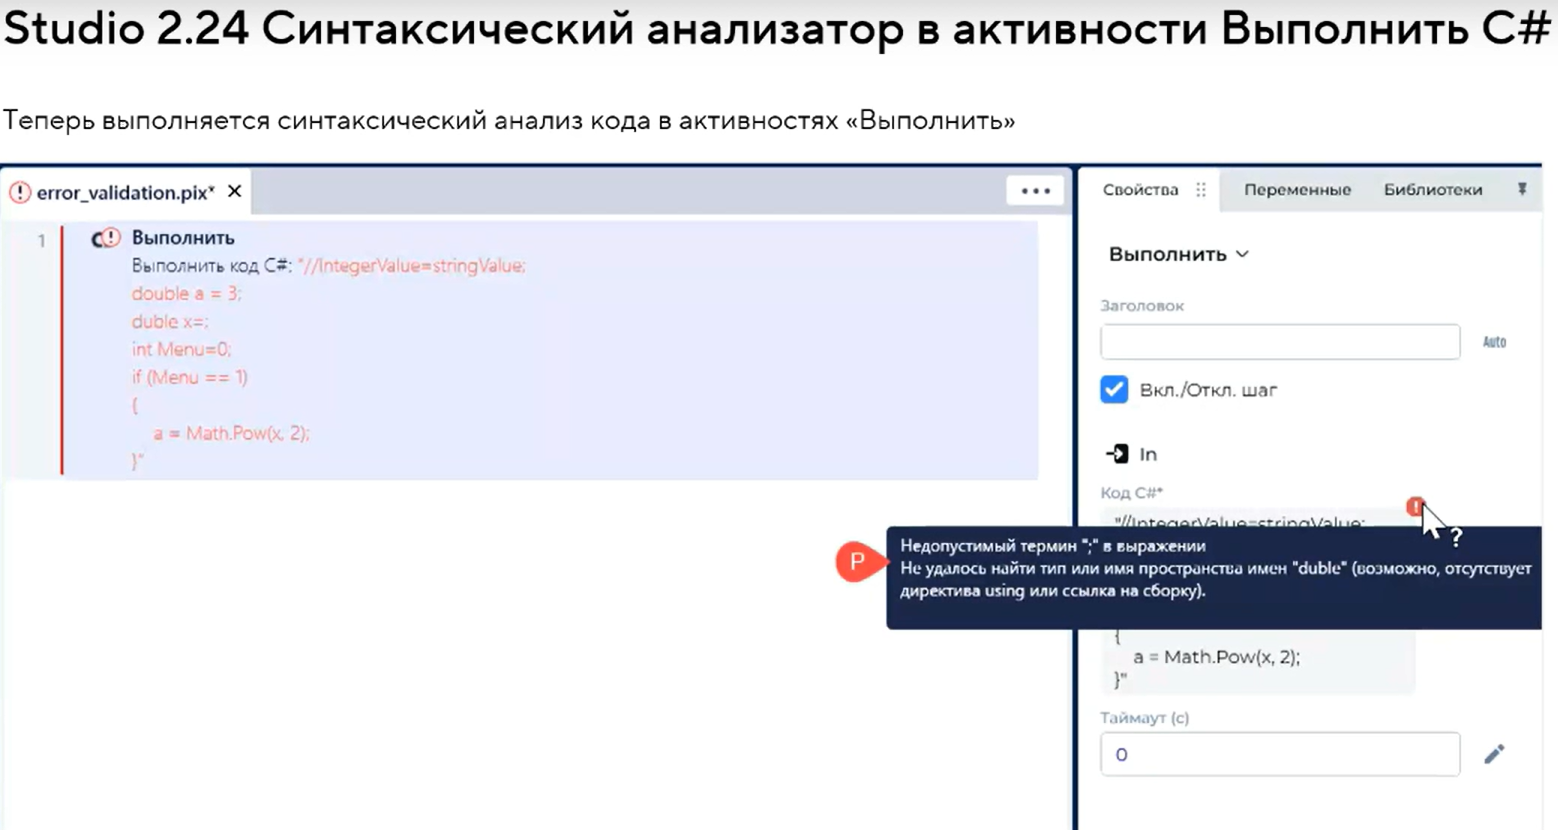 Studio 2.24 Синтаксический анализатор в активности Выполнить C#
Теперь выполняется синтаксический анализ кода в активностях «Выполнить»
error_validation.pix* ✕
•••
1
Выполнить
Выполнить код C#: "//IntegerValue=stringValue;
double a = 3;
duble x=;
int Menu=0;
if (Menu == 1)
{
a = Math.Pow(x, 2);
}"
Свойства Переменные Библиотеки
Выполнить
Заголовок
Auto
Вкл./Откл. шаг
In
Код C#*
"//IntegerValue=stringValue;
?
P
Недопустимый термин ";" в выражении
Не удалось найти тип или имя пространства имен "duble" (возможно, отсутствует
директива using или ссылка на сборку).
{
a = Math.Pow(x, 2);
}"
Таймаут (с)
0